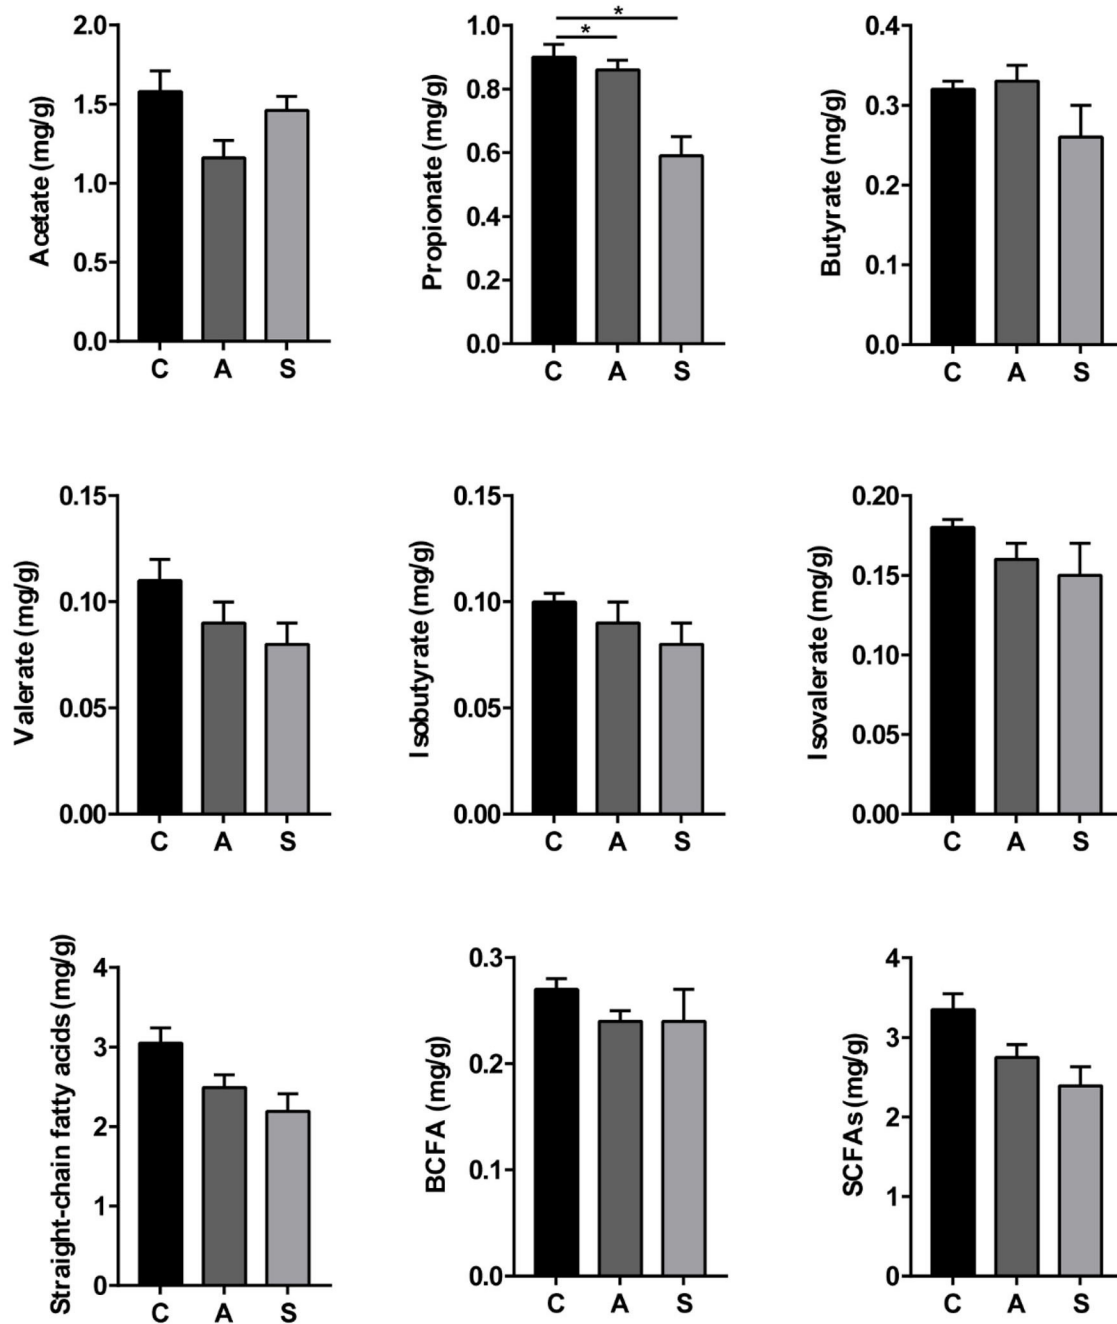 Acetate (mg/g)
2.0
1.5
1.0
0.5
0.0
C A S
Propionate (mg/g)
* 
*
1.0
0.8
0.6
0.4
0.2
0.0
C A S
Butyrate (mg/g)
0.4
0.3
0.2
0.1
0.0
C A S
Valerate (mg/g)
0.15
0.10
0.05
0.00
C A S
Isobutyrate (mg/g)
0.15
0.10
0.05
0.00
C A S
Isovalerate (mg/g)
0.20
0.15
0.10
0.05
0.00
C A S
Straight-chain fatty acids (mg/g)
4
3
2
1
0
C A S
BCFA (mg/g)
0.3
0.2
0.1
0.0
C A S
SCFAs (mg/g)
4
3
2
1
0
C A S